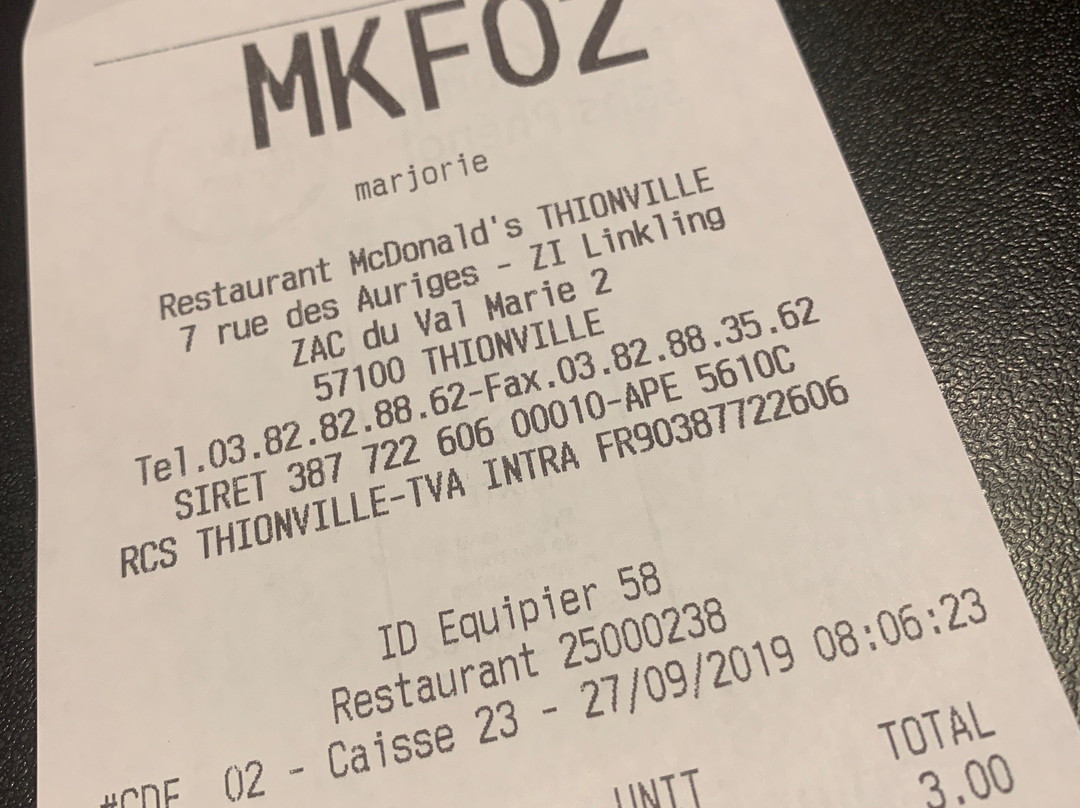 MKFOZ
marjorie
Restaurant McDonald's THIONVILLE
7 rue des Auriges - ZI Linkling
ZAC du Val Marie 2
57100 THIONVILLE
Tel.03.82.82.88.62-Fax.03.82.88.35.62
SIRET 387 722 606 00010-APE 5610C
RCS THIONVILLE-TVA INTRA FR90387722606
ID Equipier 58
Restaurant 25000238
#CDE 02 - Caisse 23 - 27/09/2019 08:06:23
UNIT TOTAL
3.00